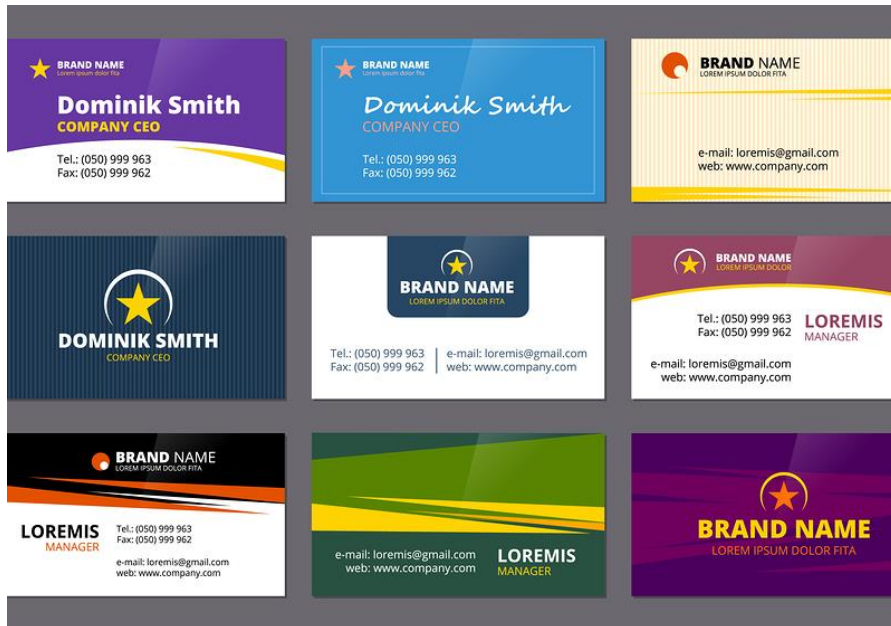 BRAND NAME
Lorem ipsum dolor fita
Dominik Smith
COMPANY CEO
Tel.: (050) 999 963
Fax: (050) 999 962
BRAND NAME
Lorem ipsum dolor fita
Dominik Smith
COMPANY CEO
Tel.: (050) 999 963
Fax: (050) 999 962
BRAND NAME
LOREM IPSUM DOLOR FITA
e-mail: loremis@gmail.com
web: www.company.com
DOMINIK SMITH
COMPANY CEO
BRAND NAME
LOREM IPSUM DOLOR FITA
Tel.: (050) 999 963
Fax: (050) 999 962
e-mail: loremis@gmail.com
web: www.company.com
BRAND NAME
LOREM IPSUM DOLOR
Tel.: (050) 999 963
Fax: (050) 999 962
LOREMIS
MANAGER
e-mail: loremis@gmail.com
web: www.company.com
BRAND NAME
LOREM IPSUM DOLOR FITA
LOREMIS
MANAGER
Tel.: (050) 999 963
Fax: (050) 999 962
e-mail: loremis@gmail.com
web: www.company.com
e-mail: loremis@gmail.com
web: www.company.com
LOREMIS
MANAGER
BRAND NAME
LOREM IPSUM DOLOR FITA